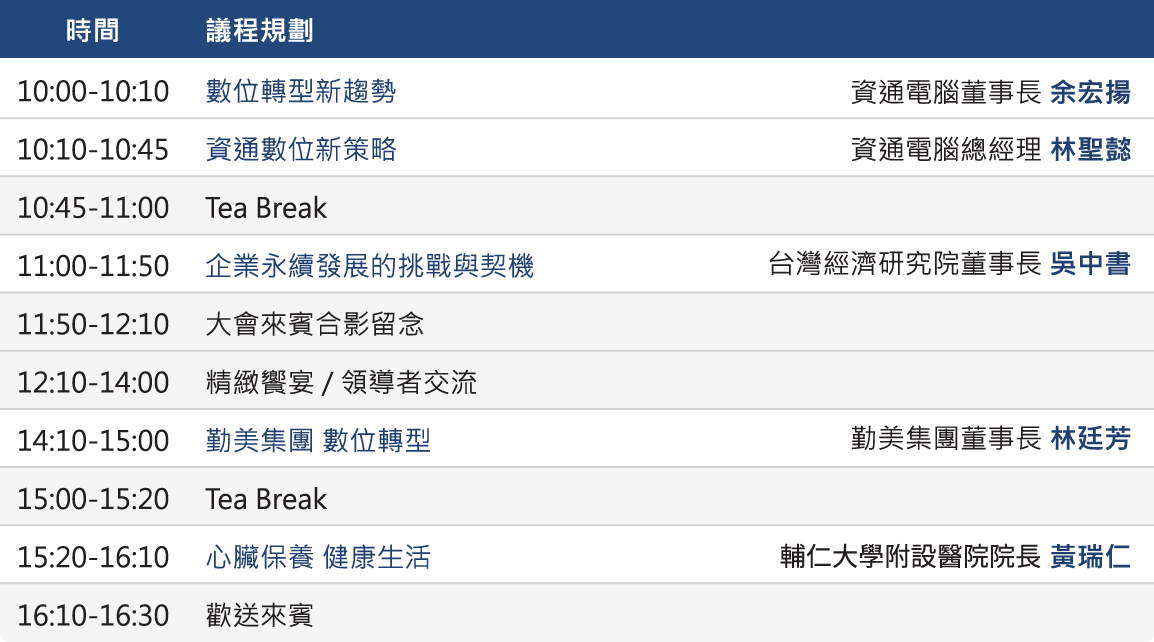 時間 議程規劃
10:00-10:10 數位轉型新趨勢 資通電腦董事長 余宏揚
10:10-10:45 資通數位新策略 資通電腦總經理 林聖懿
10:45-11:00 Tea Break
11:00-11:50 企業永續發展的挑戰與契機 台灣經濟研究院董事長 吳中書
11:50-12:10 大會來賓合影留念
12:10-14:00 精緻饗宴 / 領導者交流
14:10-15:00 勤美集團 數位轉型 勤美集團董事長 林廷芳
15:00-15:20 Tea Break
15:20-16:10 心臟保養 健康生活 輔仁大學附設醫院院長 黃瑞仁
16:10-16:30 歡送來賓